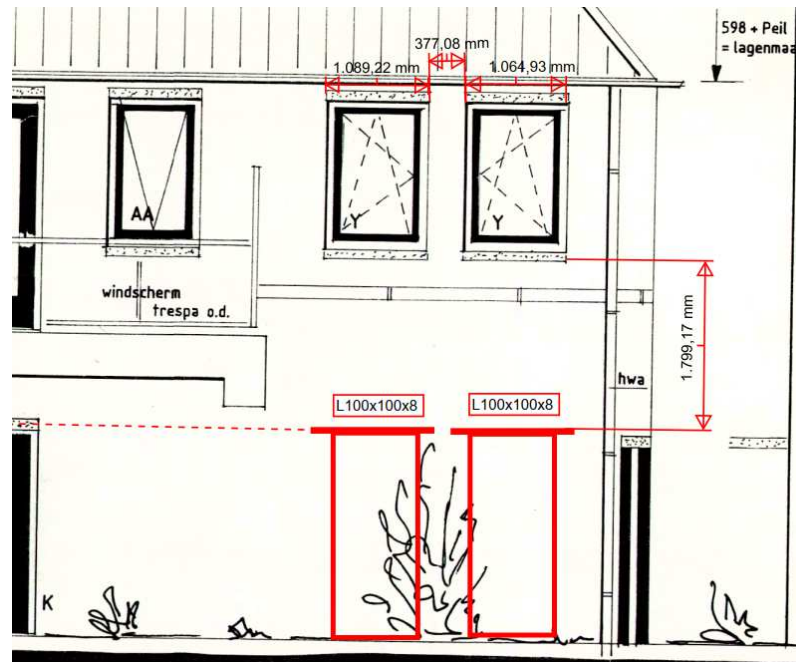 377,08 mm
598 + Peil
= lagenmaa
1.089,22 mm
1.064,93 mm
AA
Y
Y
windscherm
trespa o.d.
1.799,17 mm
hwa
L100x100x8
L100x100x8
K